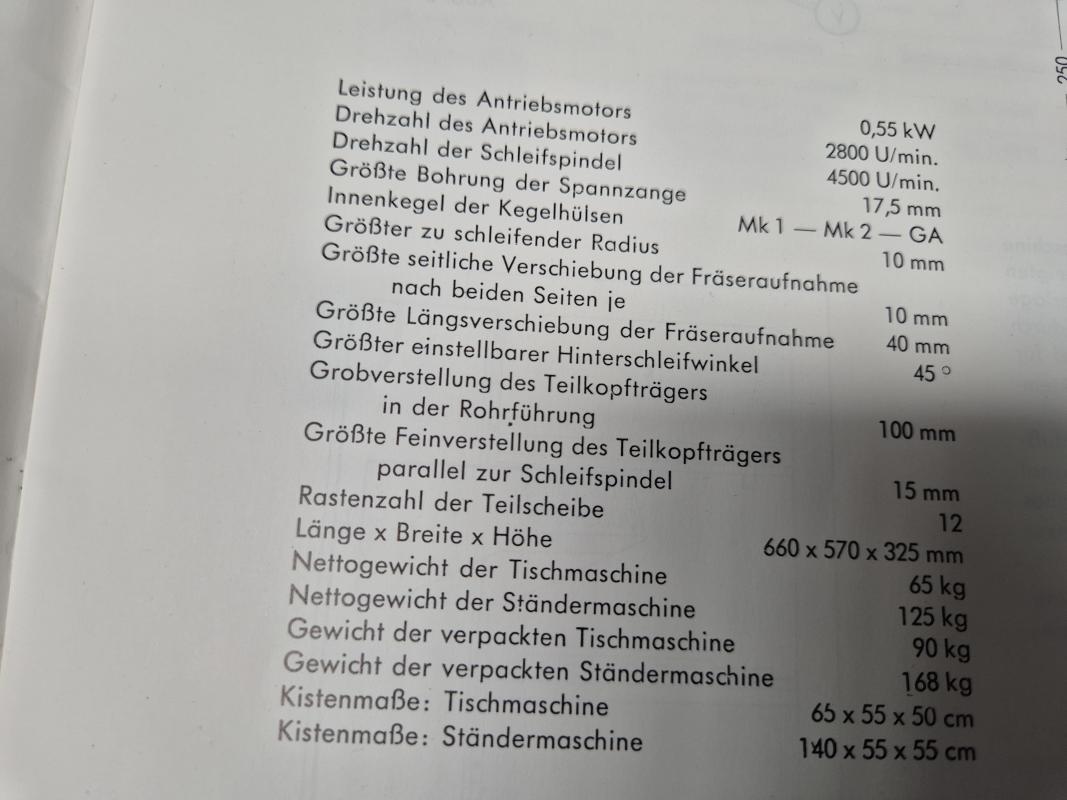 250
Leistung des Antriebsmotors 0,55 kW
Drehzahl des Antriebsmotors 2800 U/min.
Drehzahl der Schleifspindel 4500 U/min.
Größte Bohrung der Spannzange 17,5 mm
Innenkegel der Kegelhülsen Mk 1 — Mk 2 — GA
Größter zu schleifender Radius 10 mm
Größte seitliche Verschiebung der Fräseraufnahme
nach beiden Seiten je 10 mm
Größte Längsverschiebung der Fräseraufnahme 40 mm
Größter einstellbarer Hinterschleifwinkel 45 °
Grobverstellung des Teilkopfträgers
in der Rohrführung 100 mm
Größte Feinverstellung des Teilkopfträgers
parallel zur Schleifspindel 15 mm
Rastenzahl der Teilscheibe 12
Länge x Breite x Höhe 660 x 570 x 325 mm
Nettogewicht der Tischmaschine 65 kg
Nettogewicht der Ständermaschine 125 kg
Gewicht der verpackten Tischmaschine 90 kg
Gewicht der verpackten Ständermaschine 168 kg
Kistenmaße: Tischmaschine 65 x 55 x 50 cm
Kistenmaße: Ständermaschine 140 x 55 x 55 cm